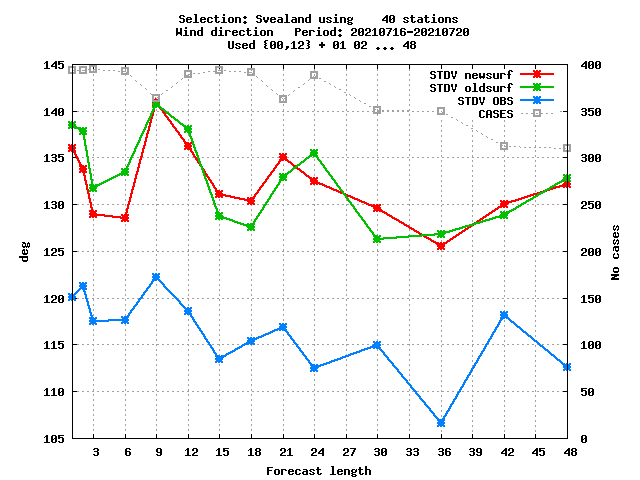 Selection: Svealand using    40 stations
Wind direction   Period: 20210716-20210720
Used {00,12} + 01 02 ... 48
STDV newsurf
STDV oldsurf
STDV OBS
CASES
145
140
135
130
125
120
115
110
105
deg
400
350
300
250
200
150
100
50
0
No cases
3 6 9 12 15 18 21 24 27 30 33 36 39 42 45 48
Forecast length